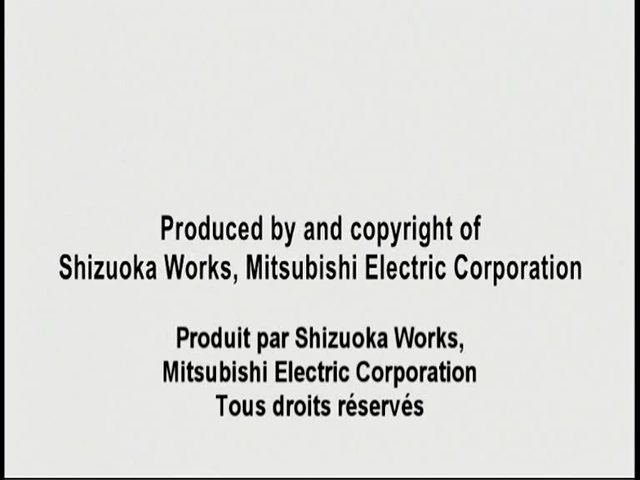 Produced by and copyright of
Shizuoka Works, Mitsubishi Electric Corporation
Produit par Shizuoka Works,
Mitsubishi Electric Corporation
Tous droits réservés